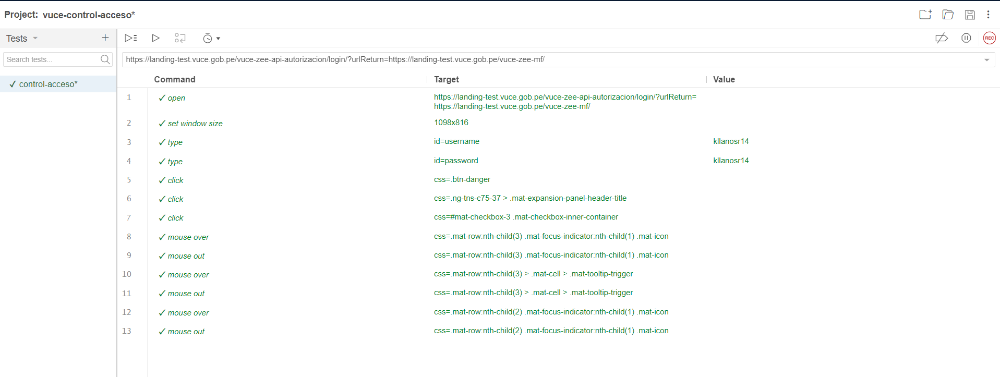 Project: vuce-control-acceso*
Tests
Search tests...
✓ control-acceso*
REC
https://landing-test.vuce.gob.pe/vuce-zee-api-autorizacion/login/?urlReturn=https://landing-test.vuce.gob.pe/vuce-zee-mf/
Command Target Value
1 ✓ open https://landing-test.vuce.gob.pe/vuce-zee-api-autorizacion/login/?urlReturn=
https://landing-test.vuce.gob.pe/vuce-zee-mf/
2 ✓ set window size 1098x816
3 ✓ type id=username kllanosr14
4 ✓ type id=password kllanosr14
5 ✓ click css=.btn-danger
6 ✓ click css=.ng-tns-c75-37 > .mat-expansion-panel-header-title
7 ✓ click css=#mat-checkbox-3 .mat-checkbox-inner-container
8 ✓ mouse over css=.mat-row:nth-child(3) .mat-focus-indicator:nth-child(1) .mat-icon
9 ✓ mouse out css=.mat-row:nth-child(3) .mat-focus-indicator:nth-child(1) .mat-icon
10 ✓ mouse over css=.mat-row:nth-child(3) > .mat-cell > .mat-tooltip-trigger
11 ✓ mouse out css=.mat-row:nth-child(3) > .mat-cell > .mat-tooltip-trigger
12 ✓ mouse over css=.mat-row:nth-child(2) .mat-focus-indicator:nth-child(1) .mat-icon
13 ✓ mouse out css=.mat-row:nth-child(2) .mat-focus-indicator:nth-child(1) .mat-icon